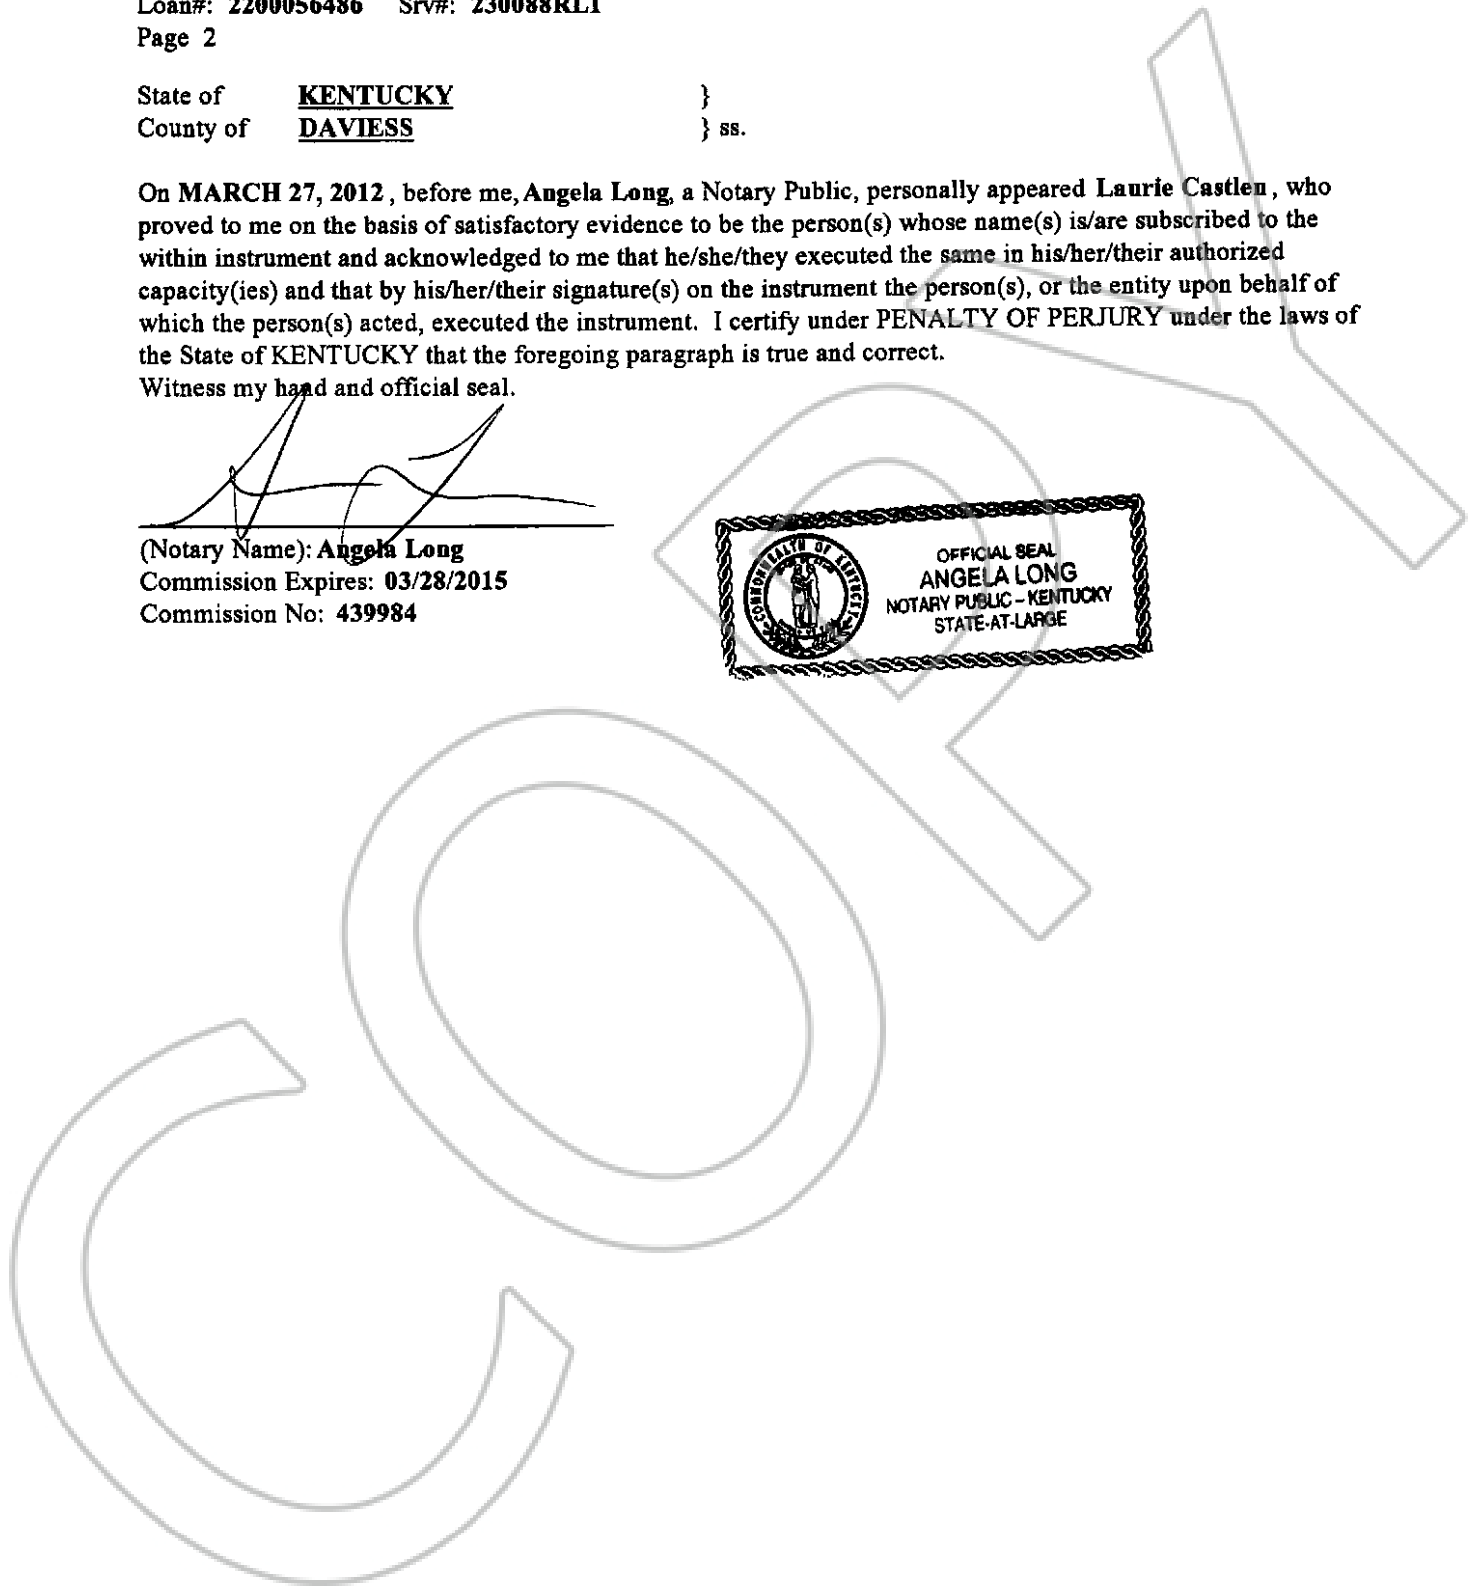 Loan#: 2200056486 Srv#: 230088RL1
Page 2
State of KENTUCKY }
County of DAVIESS } ss.
On MARCH 27, 2012 , before me, Angela Long, a Notary Public, personally appeared Laurie Castlen , who
proved to me on the basis of satisfactory evidence to be the person(s) whose name(s) is/are subscribed to the
within instrument and acknowledged to me that he/she/they executed the same in his/her/their authorized
capacity(ies) and that by his/her/their signature(s) on the instrument the person(s), or the entity upon behalf of
which the person(s) acted, executed the instrument. I certify under PENALTY OF PERJURY under the laws of
the State of KENTUCKY that the foregoing paragraph is true and correct.
Witness my hand and official seal.
(Notary Name): Angela Long
Commission Expires: 03/28/2015
Commission No: 439984
COMMONWEALTH OF KENTUCKY
OFFICIAL SEAL
ANGELA LONG
NOTARY PUBLIC – KENTUCKY
STATE-AT-LARGE
COPY